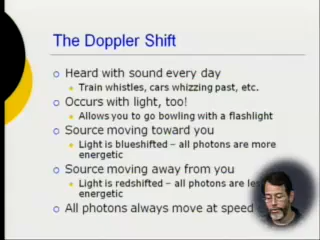 The Doppler Shift
Heard with sound every day
Train whistles, cars whizzing past, etc.
Occurs with light, too!
Allows you to go bowling with a flashlight
Source moving toward you
Light is blueshifted – all photons are more
energetic
Source moving away from you
Light is redshifted – all photons are
energetic
All photons always move at speed